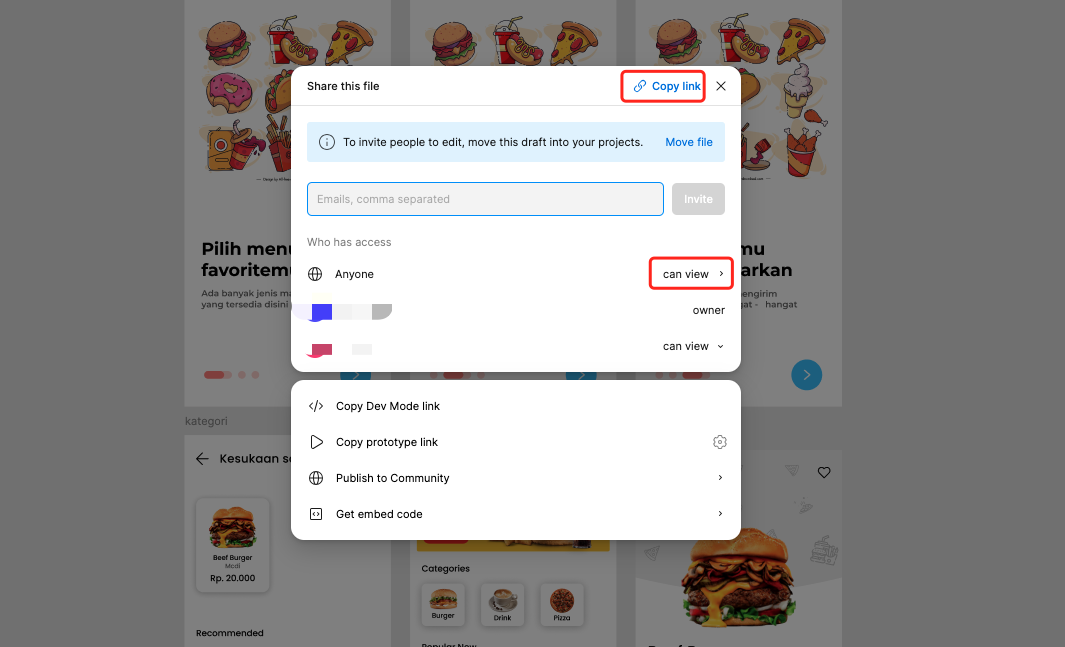 Share this file
Copy link
To invite people to edit, move this draft into your projects.
Move file
Emails, comma separated
Invite
Who has access
Anyone
can view
owner
can view
Copy Dev Mode link
Copy prototype link
Publish to Community
Get embed code
Pilih menu
favoritemu
Ada banyak jenis
yang tersedia disini
mu
arkan
engirim
gat - hangat
kategori
Kesukaan
Beef Burger
Mcdi
Rp. 20.000
Recommended
Categories
Burger
Drink
Pizza
Popular Now